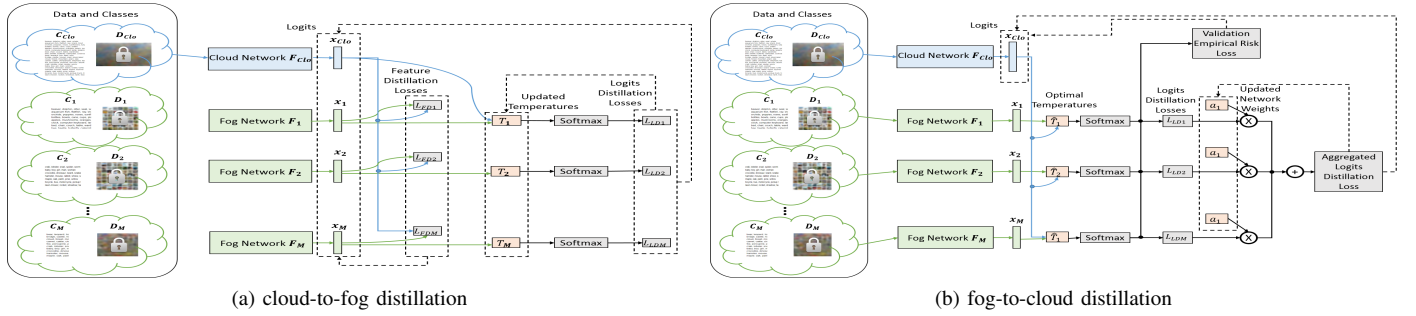 Data and Classes
C_Clo
D_Clo
C_1
D_1
C_2
D_2
⋮
C_M
D_M
Cloud Network F_Clo
Fog Network F_1
Fog Network F_2
Fog Network F_M
Logits
x_Clo
x_1
x_2
x_M
Feature
Distillation Losses
L_FD1
L_FD2
L_FDM
Updated
Temperatures
T_1
T_2
T_M
Softmax
Softmax
Softmax
Logits
Distillation
Losses
L_LD1
L_LD2
L_LDM
(a) cloud-to-fog distillation
Data and Classes
C_Clo
D_Clo
C_1
D_1
C_2
D_2
⋮
C_M
D_M
Cloud Network F_Clo
Fog Network F_1
Fog Network F_2
Fog Network F_M
Logits
x_Clo
x_1
x_2
x_M
Optimal
Temperatures
T̂_1
T̂_2
T̂_1
Softmax
Softmax
Softmax
Logits
Distillation
Losses
L_LD1
L_LD2
L_LDM
Validation
Empirical Risk
Loss
Updated
Network
Weights
a_1
a_1
a_1
X
X
X
+
Aggregated
Logits
Distillation
Loss
(b) fog-to-cloud distillation